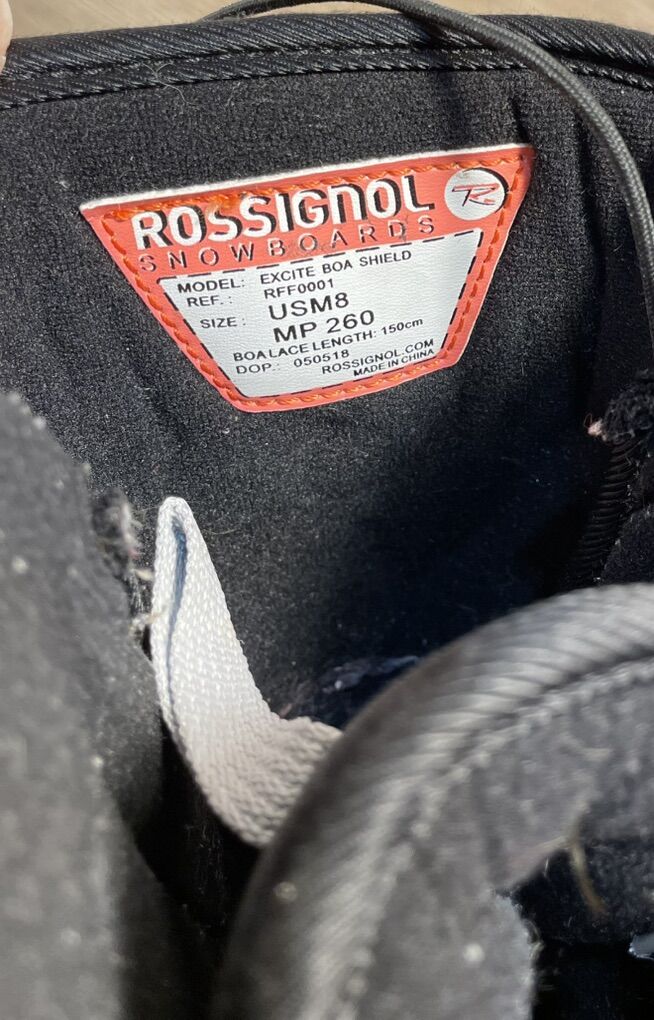 ROSSIGNOL
SNOWBOARDS
MODEL: EXCITE BOA SHIELD
REF.: RFF0001
SIZE: USM8
MP 260
BOA LACE LENGTH: 150cm
DOP.: 050518
ROSSIGNOL.COM
MADE IN CHINA